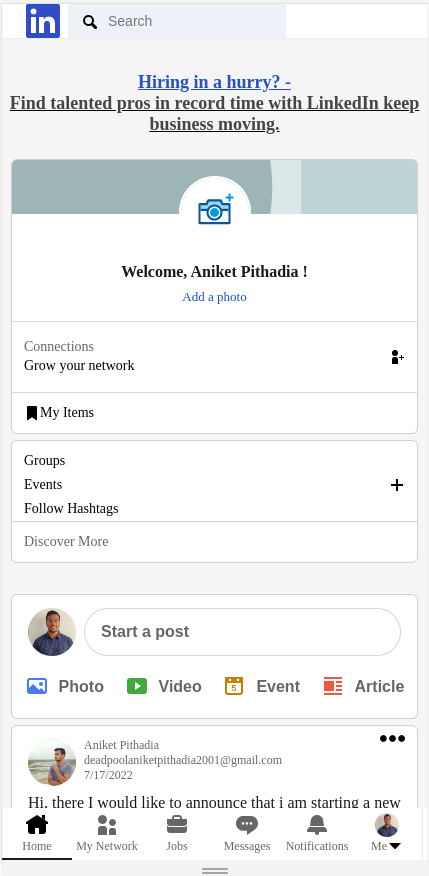 in
Search
Hiring in a hurry? -
Find talented pros in record time with LinkedIn keep
business moving.
Welcome, Aniket Pithadia !
Add a photo
Connections
Grow your network
My Items
Groups
Events
Follow Hashtags
Discover More
Start a post
Photo
Video
5
Event
Article
Aniket Pithadia
deadpoolaniketpithadia2001@gmail.com
7/17/2022
Hi, there I would like to announce that i am starting a new
Home
My Network
Jobs
Messages
Notifications
Me